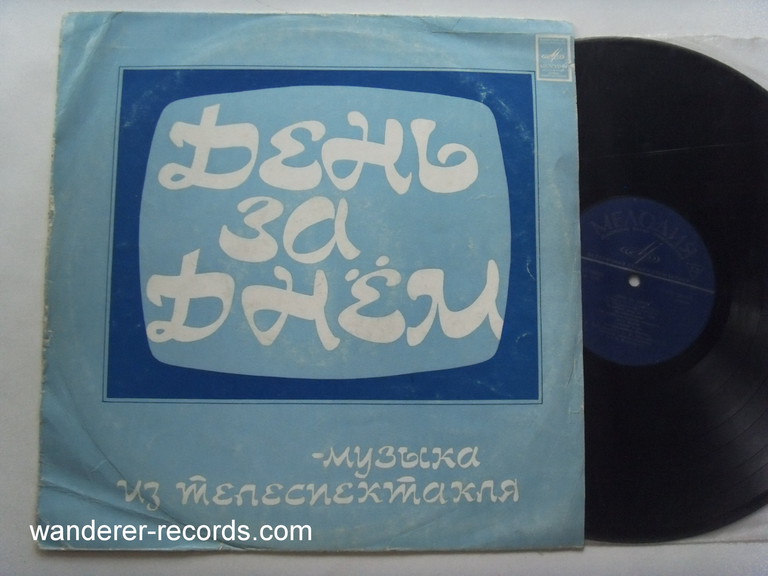 ДЕНЬ
ЗА
ДНЁМ
-МУЗЫКА
ИЗ ТЕЛЕСПЕКТАКЛЯ
МЕЛОДИЯ
wanderer-records.com